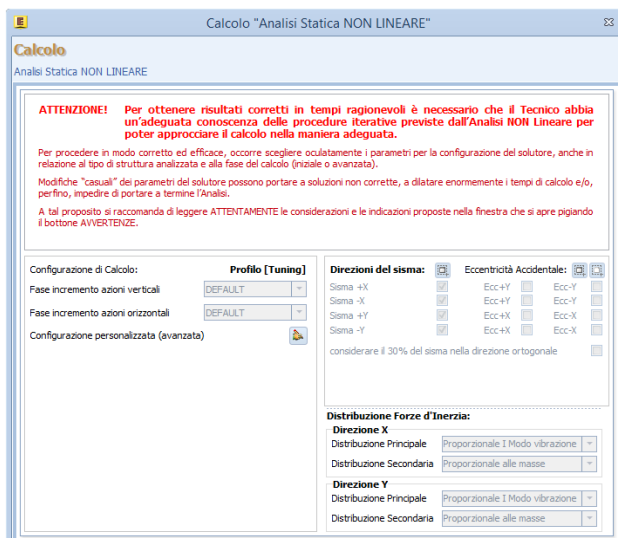 Calcolo "Analisi Statica NON LINEARE"
Calcolo
Analisi Statica NON LINEARE
ATTENZIONE! Per ottenere risultati corretti in tempi ragionevoli è necessario che il Tecnico abbia
un'adeguata conoscenza delle procedure iterative previste dall'Analisi NON Lineare per
poter approcciare il calcolo nella maniera adeguata.
Per procedere in modo corretto ed efficace, occorre scegliere oculatamente i parametri per la configurazione del solutore, anche in
relazione al tipo di struttura analizzata e alla fase del calcolo (iniziale o avanzata).
Modifiche "casuali" dei parametri del solutore possono portare a soluzioni non corrette, a dilatare enormemente i tempi di calcolo e/o,
perfino, impedire di portare a termine l'Analisi.
A tal proposito si raccomanda di leggere ATTENTAMENTE le considerazioni e le indicazioni proposte nella finestra che si apre pigiando
il bottone AVVERTENZE.
Configurazione di Calcolo: Profilo [Tuning]
Fase incremento azioni verticali DEFAULT
Fase incremento azioni orizzontali DEFAULT
Configurazione personalizzata (avanzata)
Direzioni del sisma: Eccentricità Accidentale:
Sisma +X Ecc+Y Ecc-Y
Sisma -X Ecc+Y Ecc-Y
Sisma +Y Ecc+X Ecc-X
Sisma -Y Ecc+X Ecc-X
considerare il 30% del sisma nella direzione ortogonale
Distribuzione Forze d'Inerzia:
Direzione X
Distribuzione Principale Proporzionale I Modo vibrazione
Distribuzione Secondaria Proporzionale alle masse
Direzione Y
Distribuzione Principale Proporzionale I Modo vibrazione
Distribuzione Secondaria Proporzionale alle masse